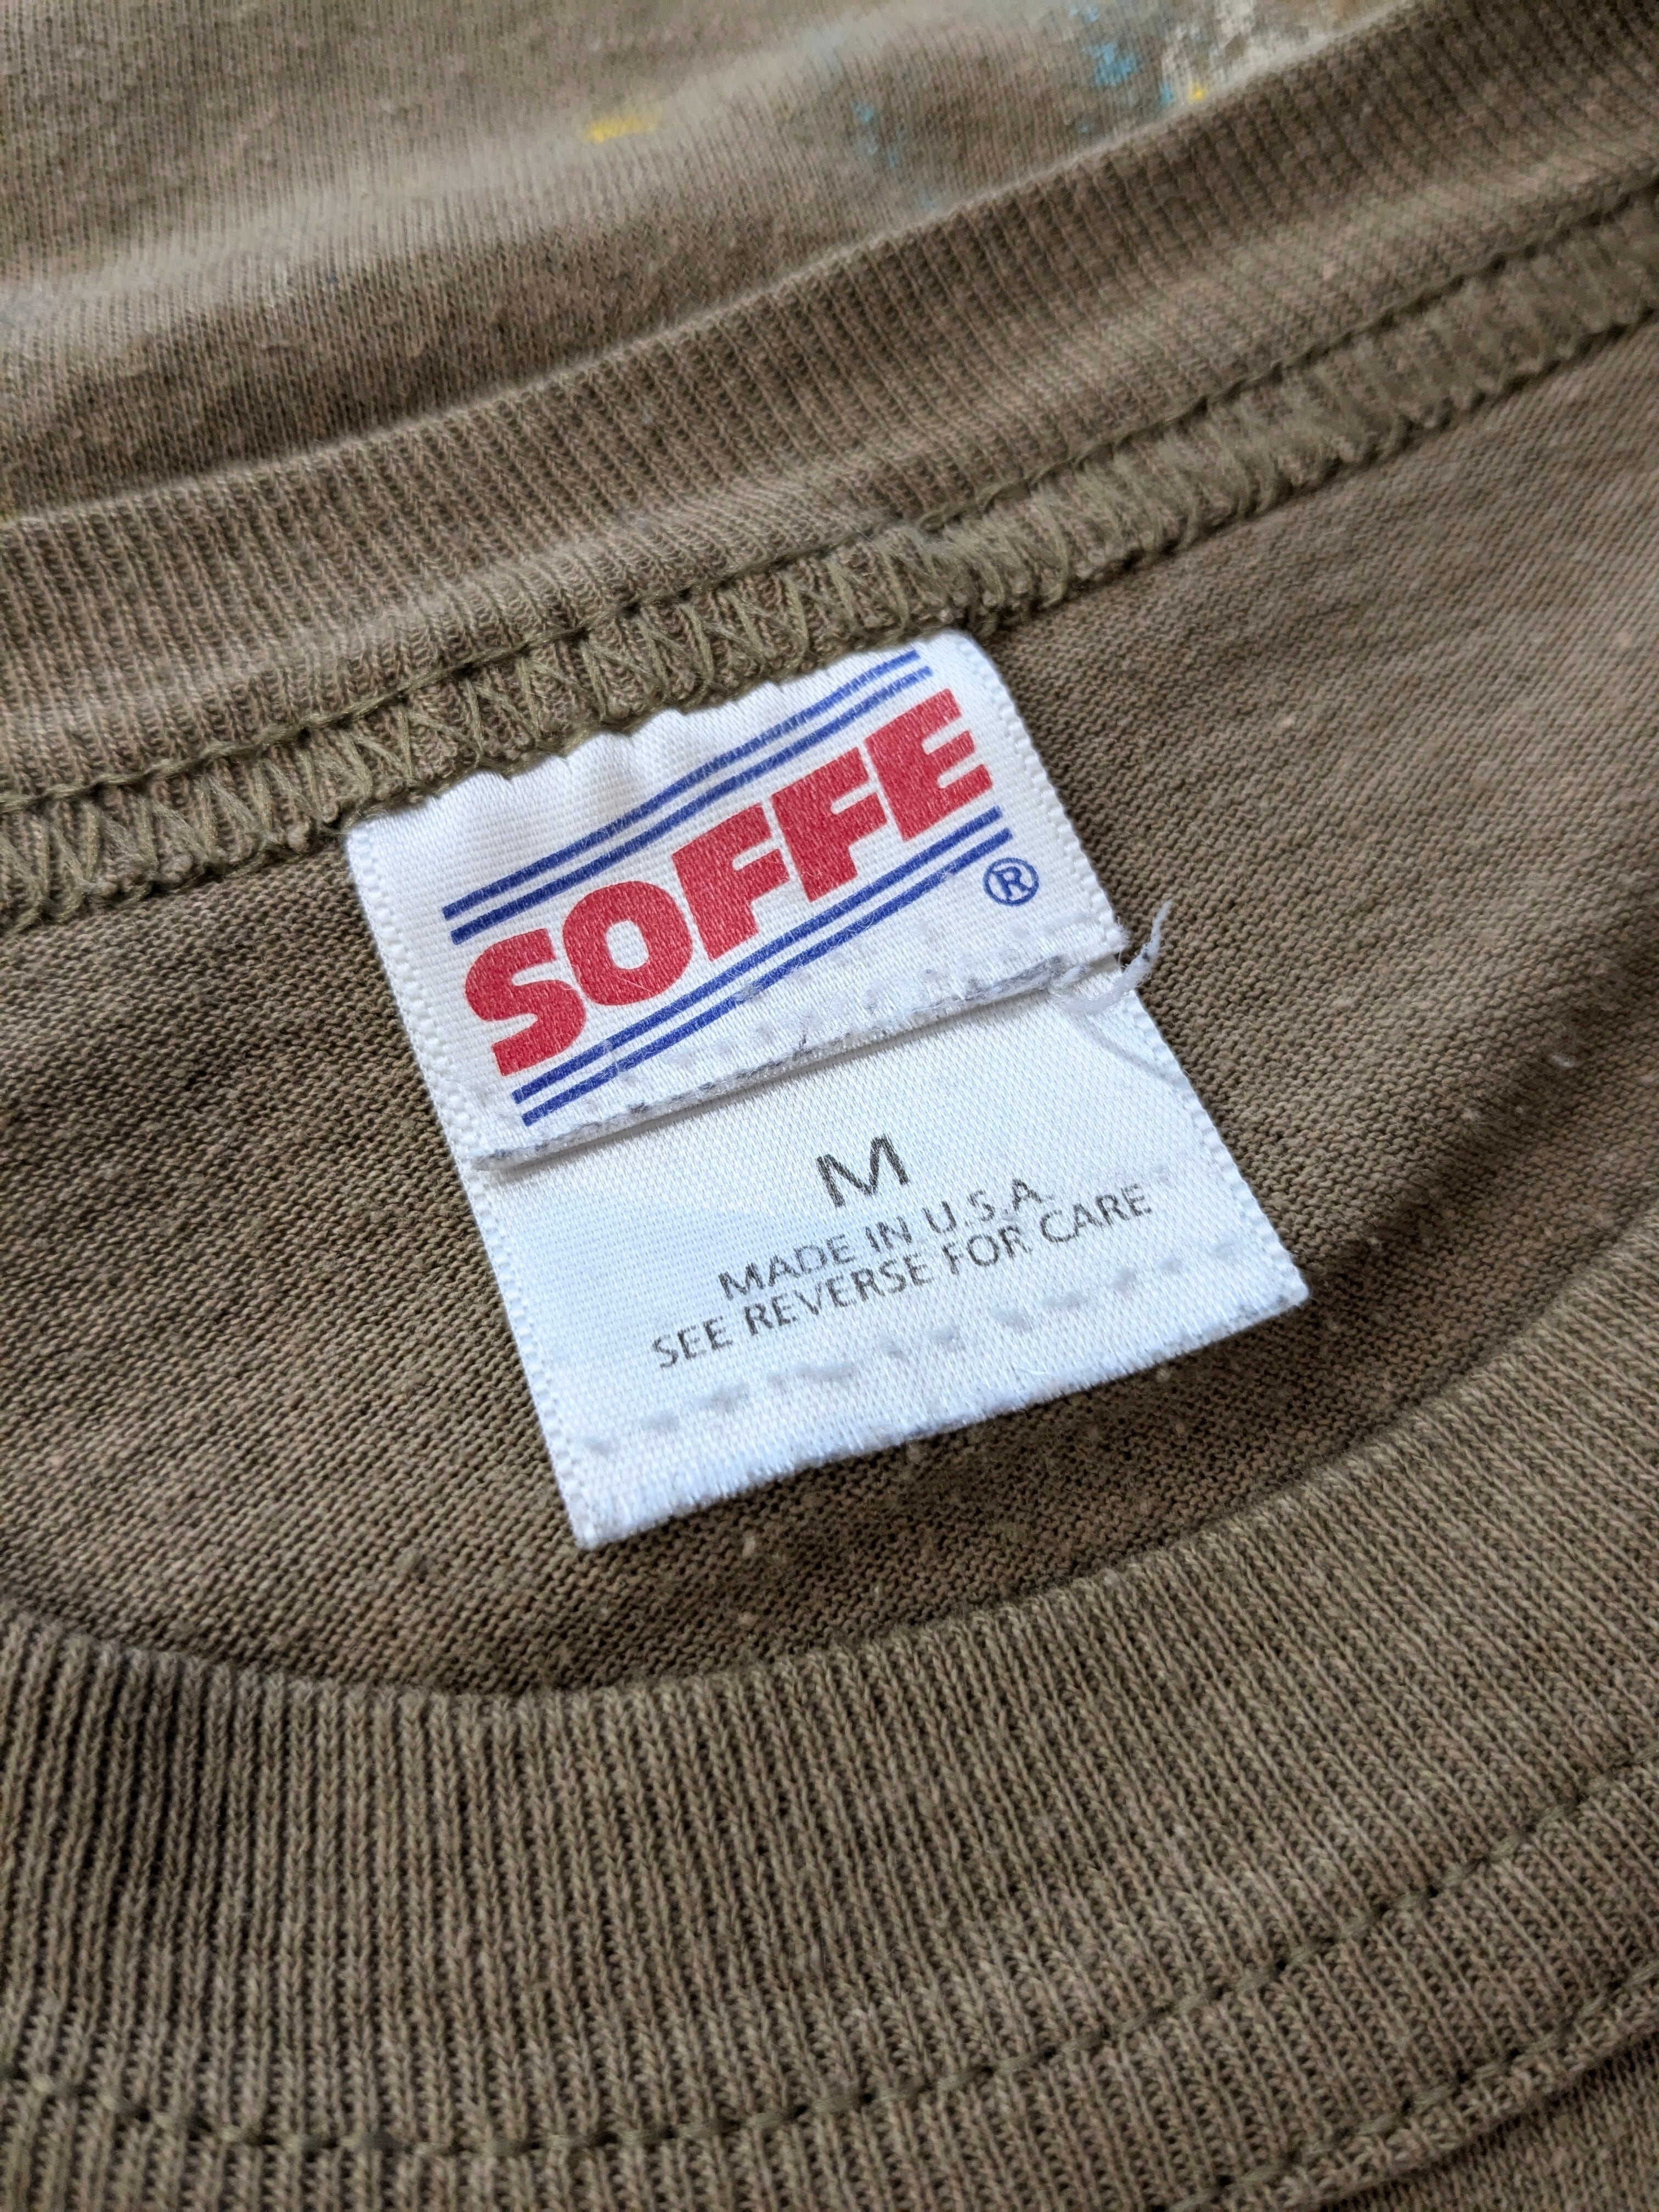 SOFFE
®
M
MADE IN U.S.A.
SEE REVERSE FOR CARE